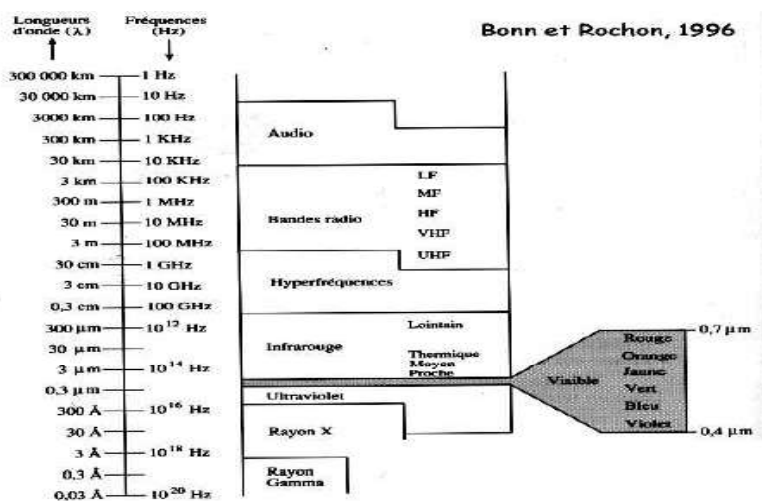 Longueurs Fréquences
d'onde (λ) (Hz)
Bonn et Rochon, 1996
300 000 km 1 Hz
30 000 km 10 Hz
3000 km 100 Hz
300 km 1 KHz
30 km 10 KHz
3 km 100 KHz
300 m 1 MHz
30 m 10 MHz
3 m 100 MHz
30 cm 1 GHz
3 cm 10 GHz
0,3 cm 100 GHz
300 µm 10¹² Hz
30 µm
3 µm 10¹⁴ Hz
0,3 µm
300 Å 10¹⁶ Hz
30 Å
3 Å 10¹⁸ Hz
0,3 Å
0,03 Å 10²⁰ Hz
Audio
Bandes radio
LF
MF
HF
VHF
UHF
Hyperfréquences
Infrarouge
Lointain
Thermique
Moyen
Proche
Ultraviolet
Rayon X
Rayon
Gamma
Visible
0,7 µm
Rouge
Orange
Jaune
Vert
Bleu
Violet
0,4 µm